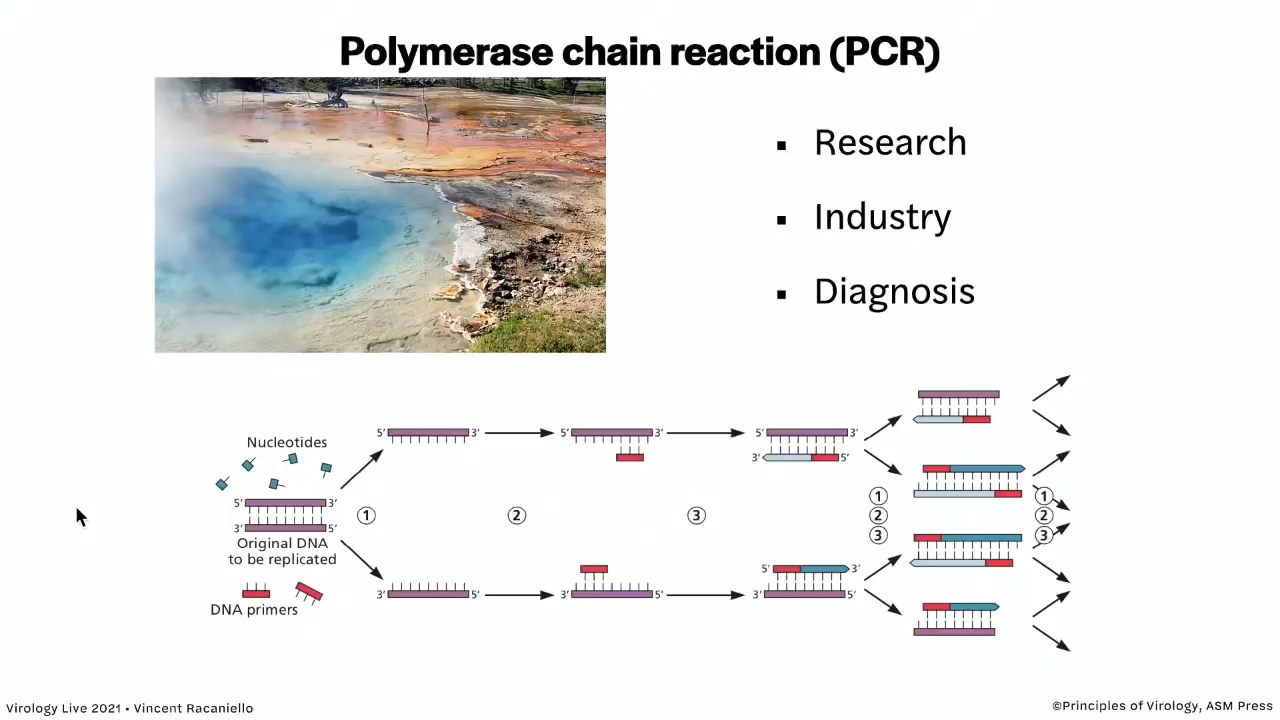 Polymerase chain reaction (PCR)
▪ Research
▪ Industry
▪ Diagnosis
Nucleotides
5′ 3′
3′ 5′
Original DNA
to be replicated
DNA primers
5′ 3′
3′ 5′
①
5′ 3′
3′ 5′
②
5′ 3′
3′ 5′
③
5′ 3′
3′ 5′
①
②
③
①
②
③
Virology Live 2021 • Vincent Racaniello
©Principles of Virology, ASM Press